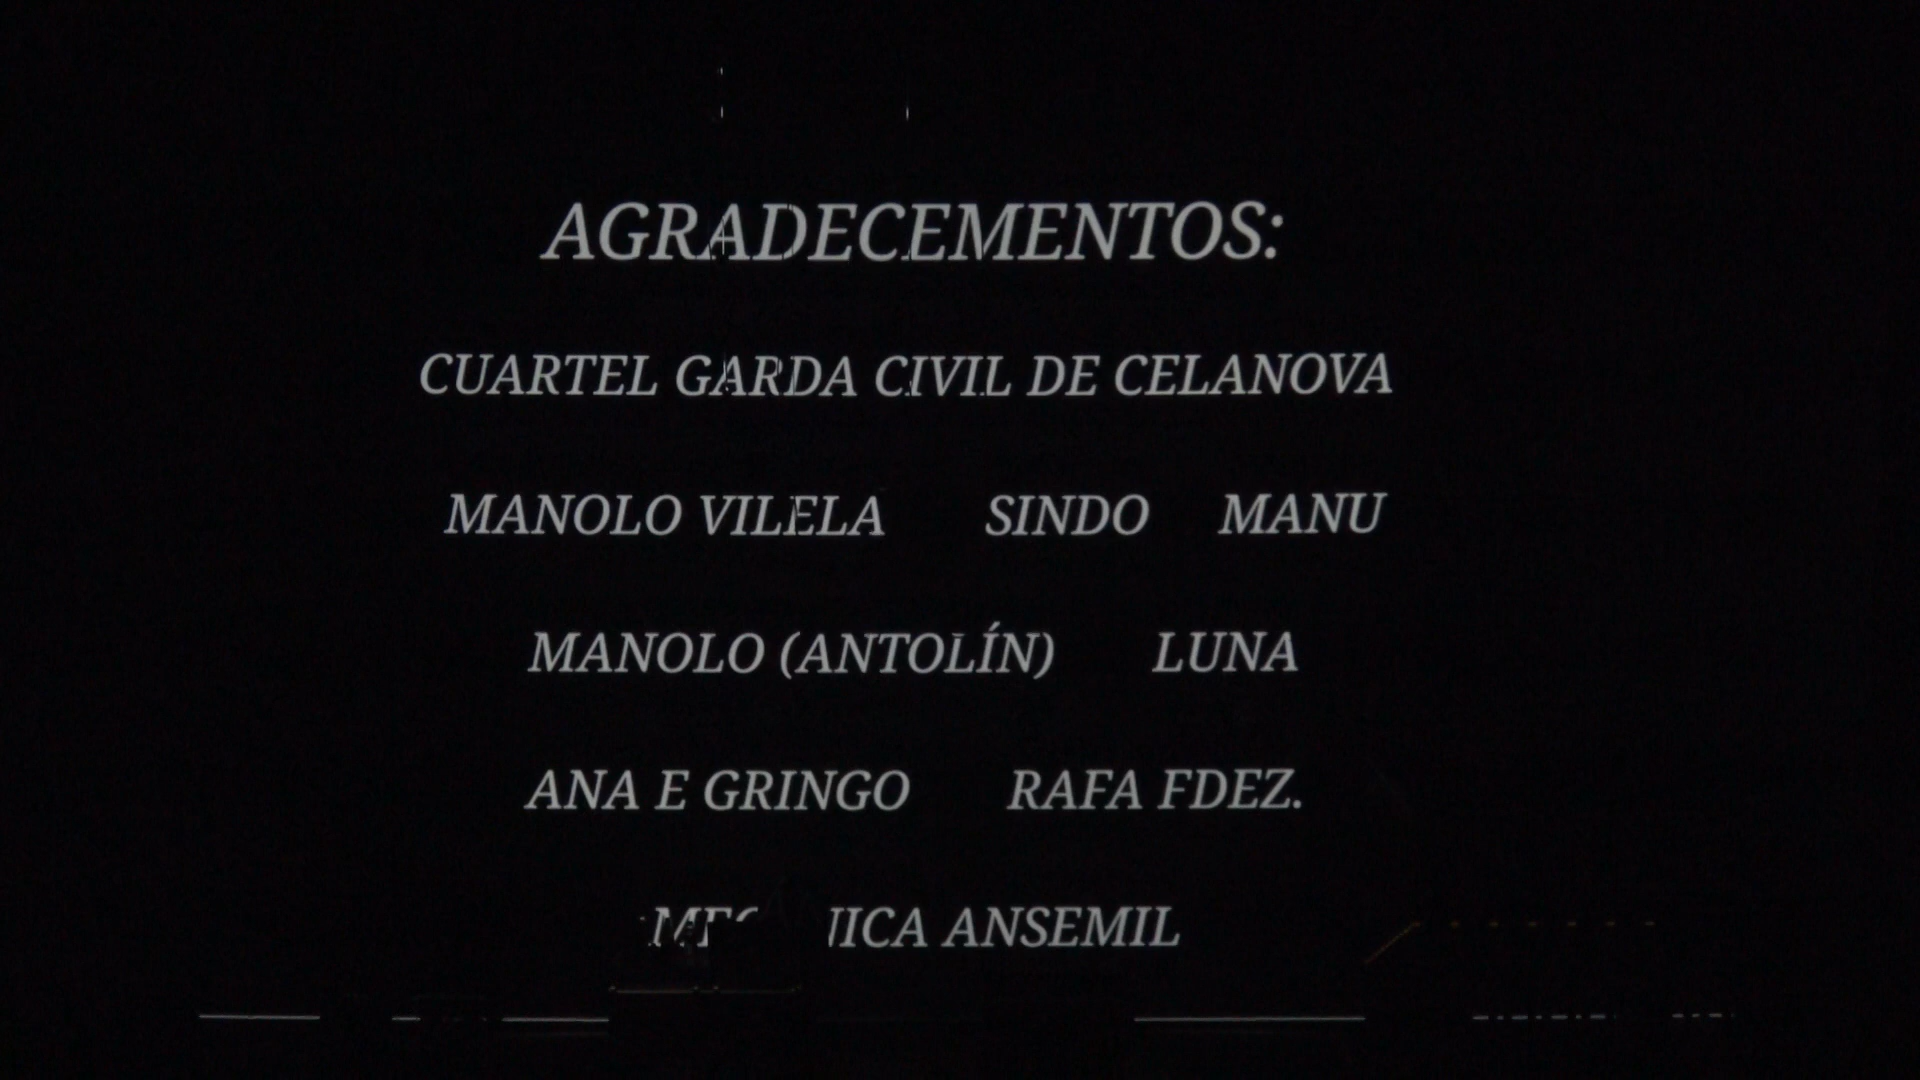 AGRADECEMENTOS:
CUARTEL GARDA CIVIL DE CELANOVA
MANOLO VILELA SINDO MANU
MANOLO (ANTOLÍN) LUNA
ANA E GRINGO RAFA FDEZ.
ANSEMIL